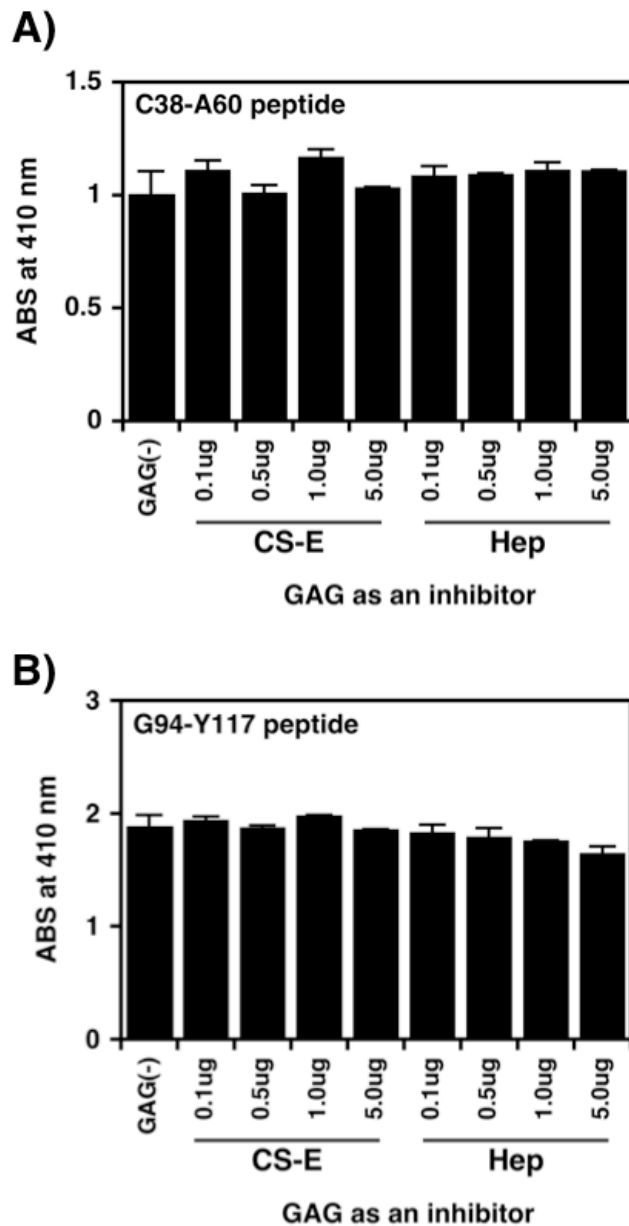 A)
C38-A60 peptide
ABS at 410 nm
1.5
1
0.5
0
GAG(-)
0.1ug
0.5ug
1.0ug
5.0ug
0.1ug
0.5ug
1.0ug
5.0ug
CS-E
Hep
GAG as an inhibitor
B)
G94-Y117 peptide
ABS at 410 nm
3
2
1
0
GAG(-)
0.1ug
0.5ug
1.0ug
5.0ug
0.1ug
0.5ug
1.0ug
5.0ug
CS-E
Hep
GAG as an inhibitor